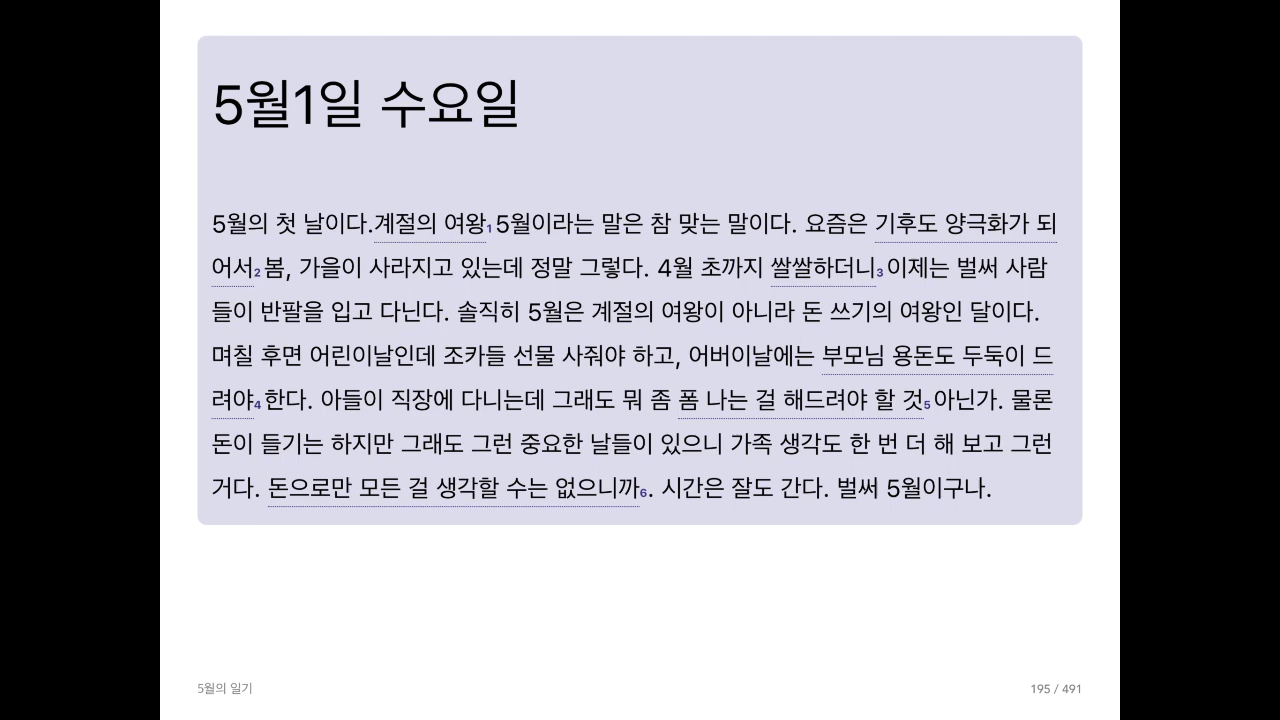 5월1일 수요일
5월의 첫 날이다.계절의 여왕1 5월이라는 말은 참 맞는 말이다. 요즘은 기후도 양극화가 되
어서2 봄, 가을이 사라지고 있는데 정말 그렇다. 4월 초까지 쌀쌀하더니3 이제는 벌써 사람
들이 반팔을 입고 다닌다. 솔직히 5월은 계절의 여왕이 아니라 돈 쓰기의 여왕인 달이다.
며칠 후면 어린이날인데 조카들 선물 사줘야 하고, 어버이날에는 부모님 용돈도 두둑이 드
려야4 한다. 아들이 직장에 다니는데 그래도 뭐 좀 폼 나는 걸 해드려야 할 것5 아닌가. 물론
돈이 들기는 하지만 그래도 그런 중요한 날들이 있으니 가족 생각도 한 번 더 해 보고 그런
거다. 돈으로만 모든 걸 생각할 수는 없으니까6. 시간은 잘도 간다. 벌써 5월이구나.
5월의 일기
195 / 491